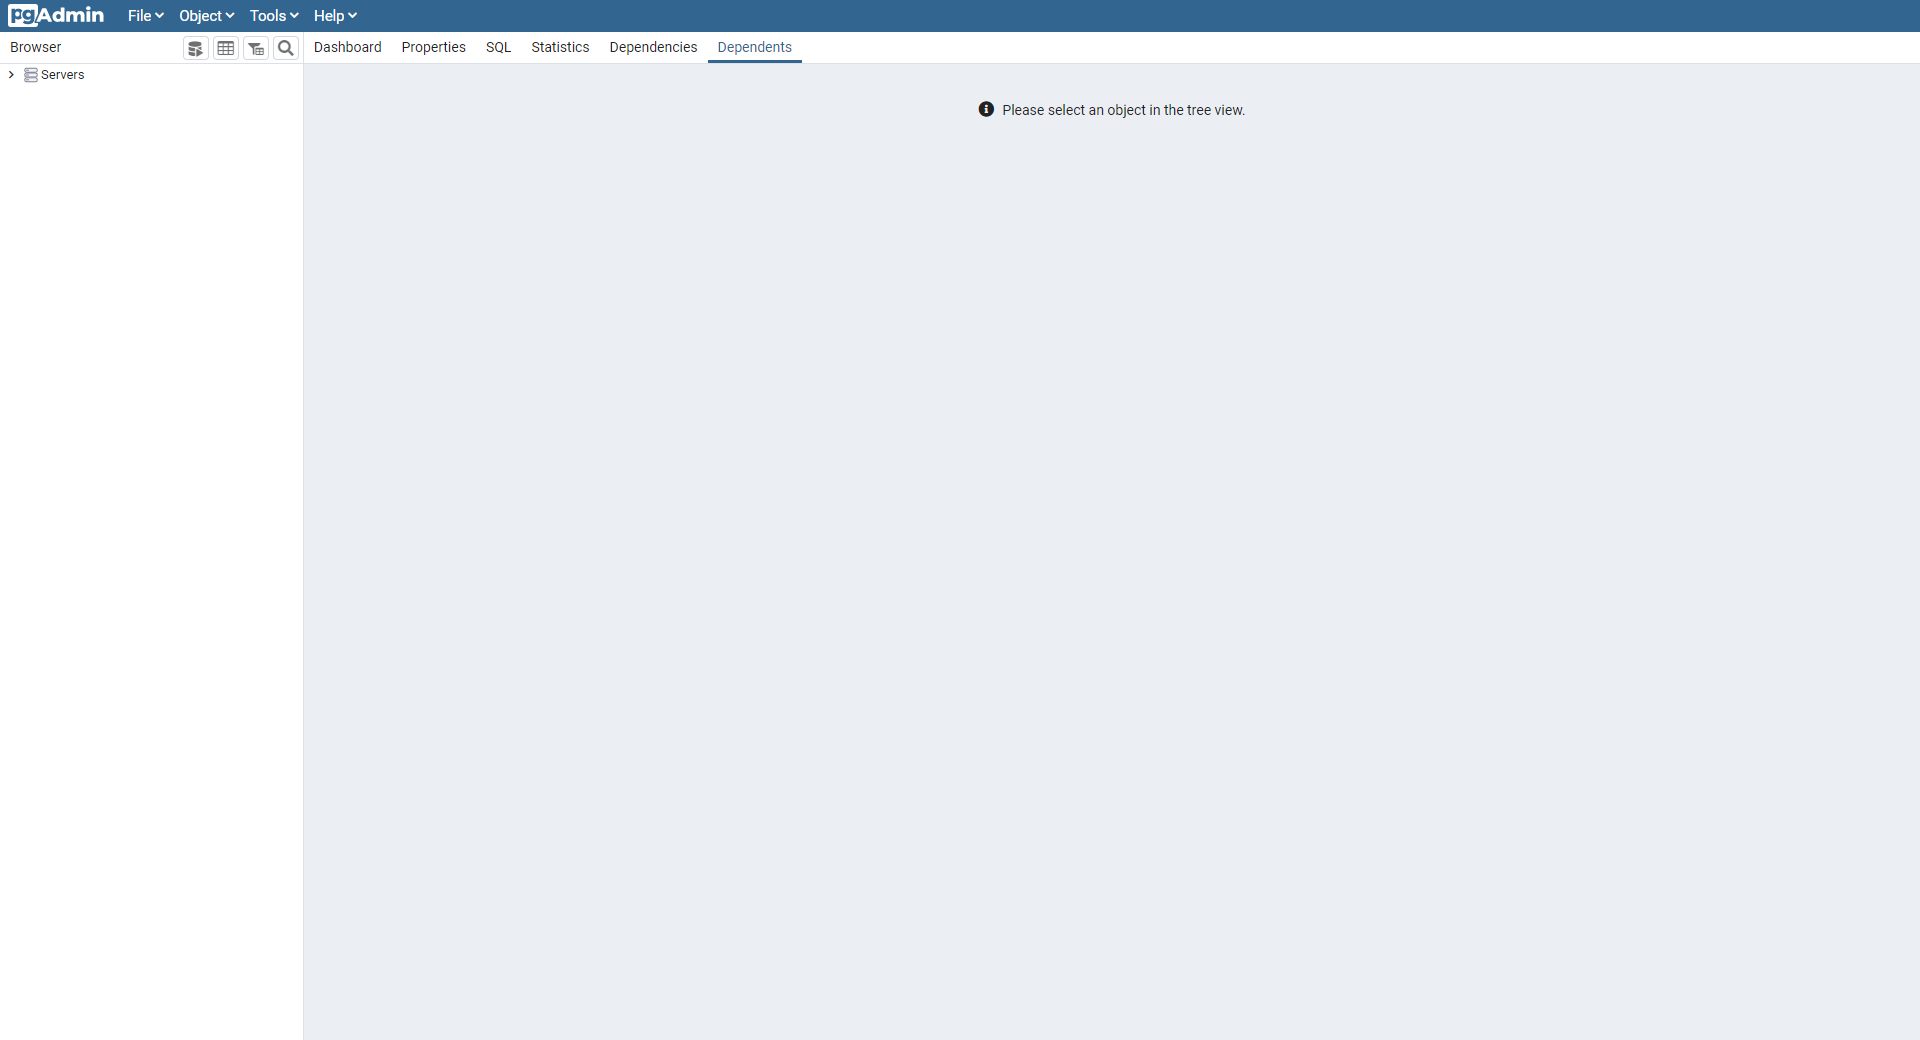 pgAdmin File Object Tools Help
Browser Dashboard Properties SQL Statistics Dependencies Dependents
Servers
Please select an object in the tree view.